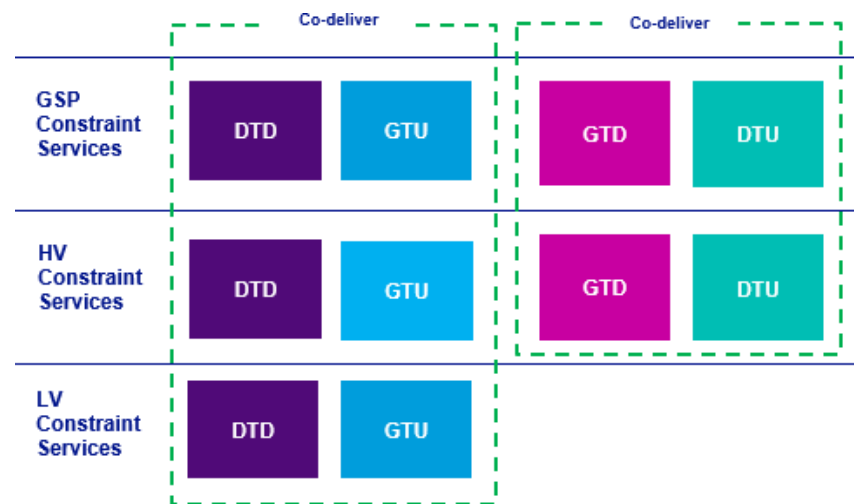 Co-deliver
Co-deliver
GSP
Constraint
Services
DTD
GTU
GTD
DTU
HV
Constraint
Services
DTD
GTU
GTD
DTU
LV
Constraint
Services
DTD
GTU